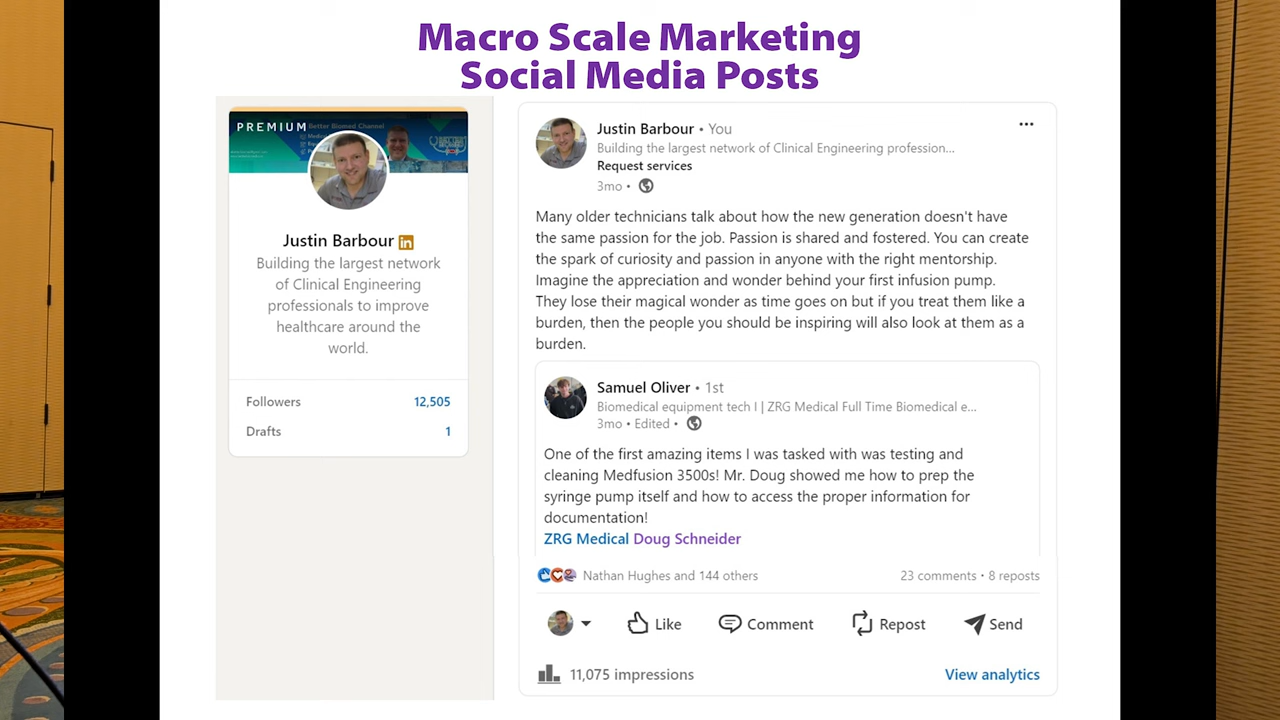 Macro Scale Marketing
Social Media Posts
PREMIUM
Better Biomed Channel
Justin Barbour
Building the largest network
of Clinical Engineering
professionals to improve
healthcare around the
world.
Followers 12,505
Drafts 1
Justin Barbour • You
Building the largest network of Clinical Engineering profession...
Request services
3mo •
Many older technicians talk about how the new generation doesn't have
the same passion for the job. Passion is shared and fostered. You can create
the spark of curiosity and passion in anyone with the right mentorship.
Imagine the appreciation and wonder behind your first infusion pump.
They lose their magical wonder as time goes on but if you treat them like a
burden, then the people you should be inspiring will also look at them as a
burden.
Samuel Oliver • 1st
Biomedical equipment tech I | ZRG Medical Full Time Biomedical e...
3mo • Edited •
One of the first amazing items I was tasked with was testing and
cleaning Medfusion 3500s! Mr. Doug showed me how to prep the
syringe pump itself and how to access the proper information for
documentation!
ZRG Medical Doug Schneider
Nathan Hughes and 144 others
23 comments • 8 reposts
Like
Comment
Repost
Send
11,075 impressions
View analytics